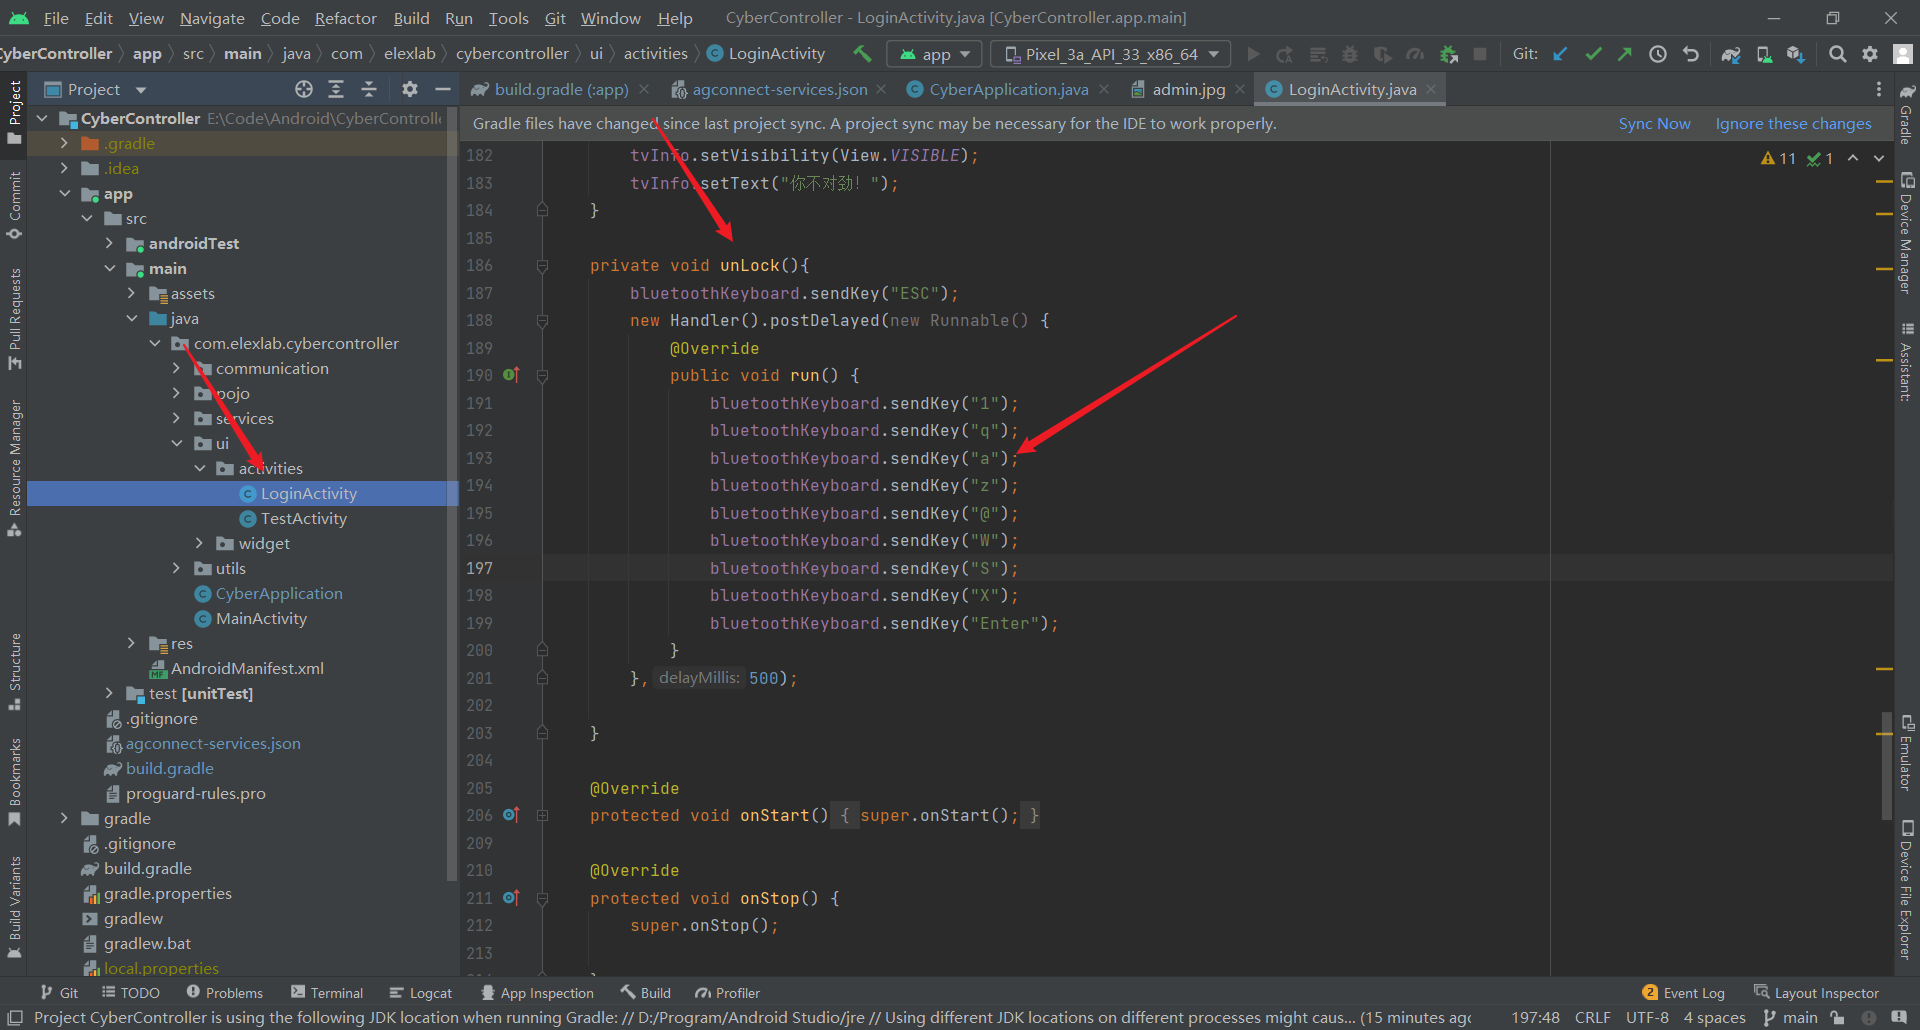 File Edit View Navigate Code Refactor Build Run Tools Git Window Help CyberController - LoginActivity.java [CyberController.app.main]
CyberController app src main java com elexlab cybercontroller ui activities LoginActivity app Pixel_3a_API_33_x86_64 Git:
Project build.gradle (:app) agconnect-services.json CyberApplication.java admin.jpg LoginActivity.java
Gradle files have changed since last project sync. A project sync may be necessary for the IDE to work properly. Sync Now Ignore these changes
11 1
Project
Commit
Pull Requests
Resource Manager
Structure
Bookmarks
Build Variants
CyberController E:\Code\Android\CyberControlle
.gradle
.idea
app
src
androidTest
main
assets
java
com.elexlab.cybercontroller
communication
pojo
services
ui
activities
LoginActivity
TestActivity
widget
utils
CyberApplication
MainActivity
res
AndroidManifest.xml
test [unitTest]
.gitignore
agconnect-services.json
build.gradle
proguard-rules.pro
gradle
.gitignore
build.gradle
gradle.properties
gradlew
gradlew.bat
local.properties
182 tvInfo.setVisibility(View.VISIBLE);
183 tvInfo.setText("你不对劲！");
184 }
185
186 private void unLock(){
187 bluetoothKeyboard.sendKey("ESC");
188 new Handler().postDelayed(new Runnable() {
189 @Override
190 public void run() {
191 bluetoothKeyboard.sendKey("1");
192 bluetoothKeyboard.sendKey("q");
193 bluetoothKeyboard.sendKey("a");
194 bluetoothKeyboard.sendKey("z");
195 bluetoothKeyboard.sendKey("@");
196 bluetoothKeyboard.sendKey("W");
197 bluetoothKeyboard.sendKey("S");
198 bluetoothKeyboard.sendKey("X");
199 bluetoothKeyboard.sendKey("Enter");
200 }
201 }, delayMillis: 500);
202
203 }
204
205 @Override
206 protected void onStart() { super.onStart(); }
209
210 @Override
211 protected void onStop() {
212 super.onStop();
213
Gradle
Device Manager
Assistant:
Emulator
Device File Explorer
Git TODO Problems Terminal Logcat App Inspection Build Profiler 2 Event Log Layout Inspector
Project CyberController is using the following JDK location when running Gradle: // D:/Program/Android Studio/jre // Using different JDK locations on different processes might caus... (15 minutes ago 197:48 CRLF UTF-8 4 spaces main